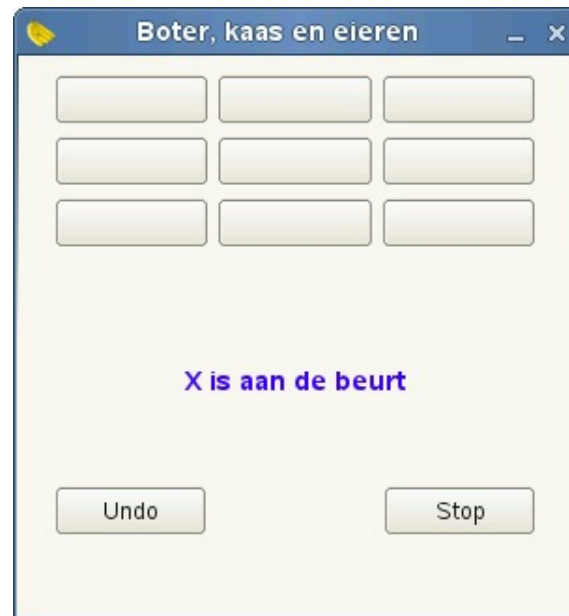 Boter, kaas en eieren
X is aan de beurt
Undo Stop